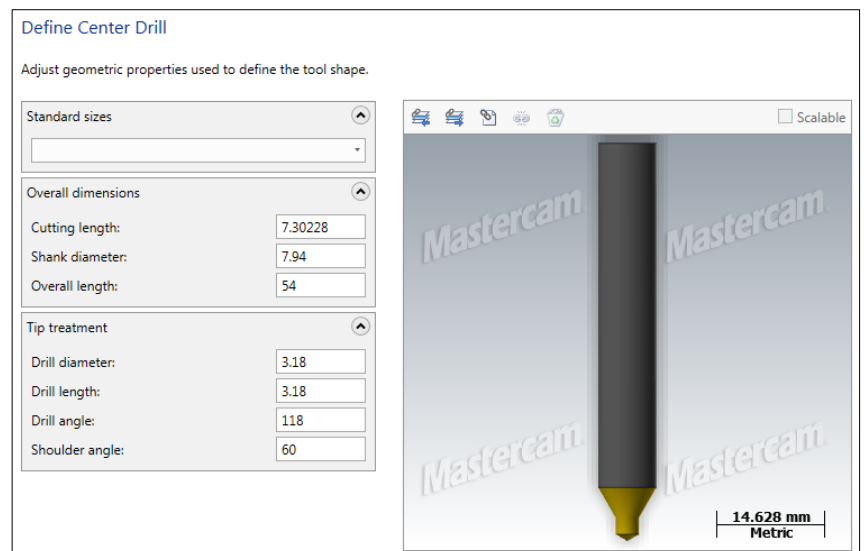 Define Center Drill
Adjust geometric properties used to define the tool shape.
Standard sizes
Overall dimensions
Cutting length: 7.30228
Shank diameter: 7.94
Overall length: 54
Tip treatment
Drill diameter: 3.18
Drill length: 3.18
Drill angle: 118
Shoulder angle: 60
Scalable
Mastercam Mastercam
Mastercam Mastercam
14.628 mm
Metric